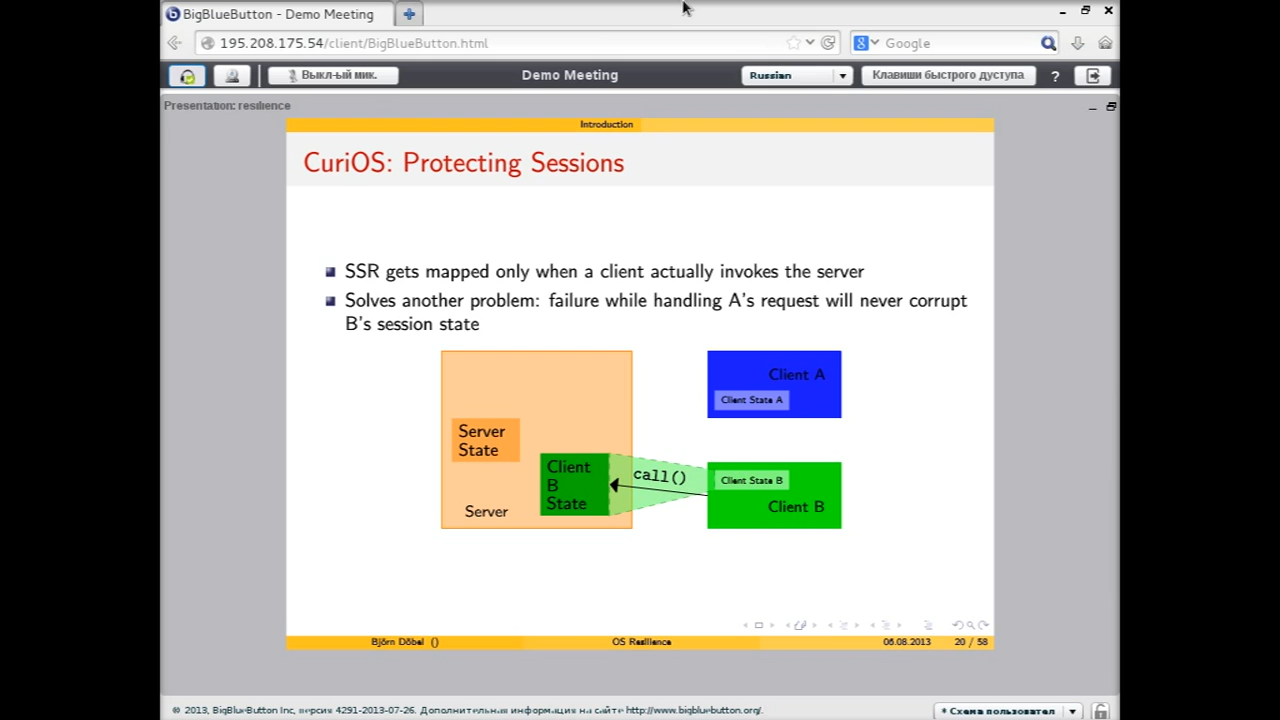 BigBlueButton - Demo Meeting
195.208.175.54/client/BigBlueButton.html
Google
Выкл-ый мик.
Demo Meeting
Russian
Клавиши быстрого доступа
?
Presentation: resilience
Introduction
CuriOS: Protecting Sessions
SSR gets mapped only when a client actually invokes the server
Solves another problem: failure while handling A's request will never corrupt
B's session state
Client A
Client State A
Server
State
Client
B
State
Server
call()
Client State B
Client B
Björn Döbel ()
OS Resilience
06.08.2013
20 / 58
© 2013, BigBlueButton Inc, версия 4291-2013-07-26. Дополнительная информация на сайте http://www.bigbluebutton.org/.
* Схема пользовател